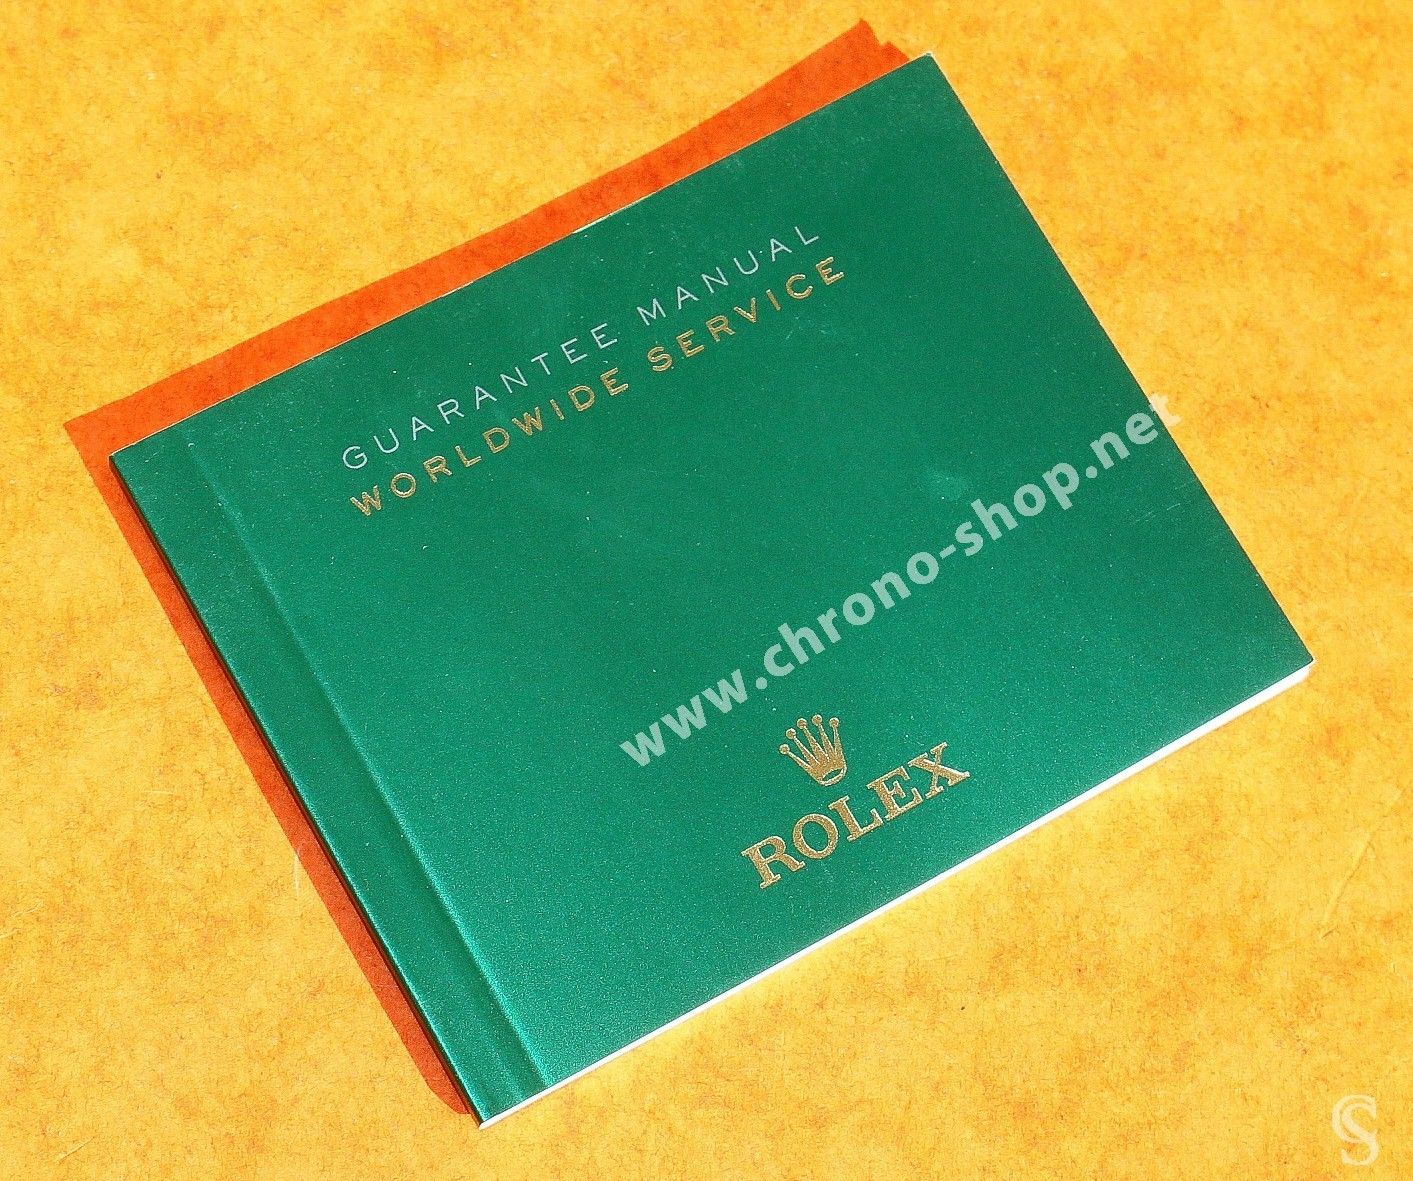 GUARANTEE MANUAL
WORLDWIDE SERVICE
www.chrono-shop.net
ROLEX